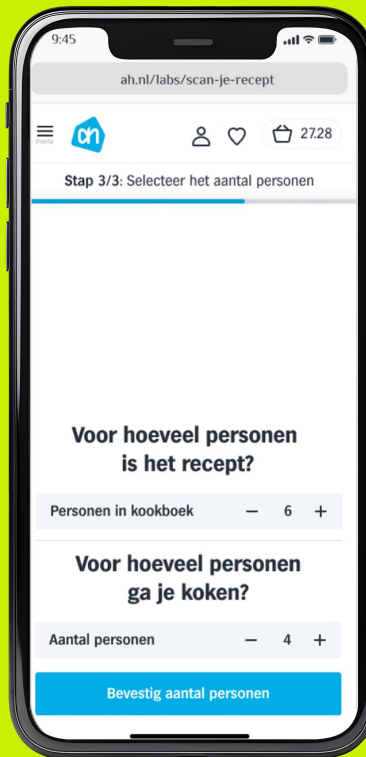 9:45
ah.nl/labs/scan-je-recept
menu
ah
27.28
Stap 3/3: Selecteer het aantal personen
Voor hoeveel personen
is het recept?
Personen in kookboek − 6 +
Voor hoeveel personen
ga je koken?
Aantal personen − 4 +
Bevestig aantal personen